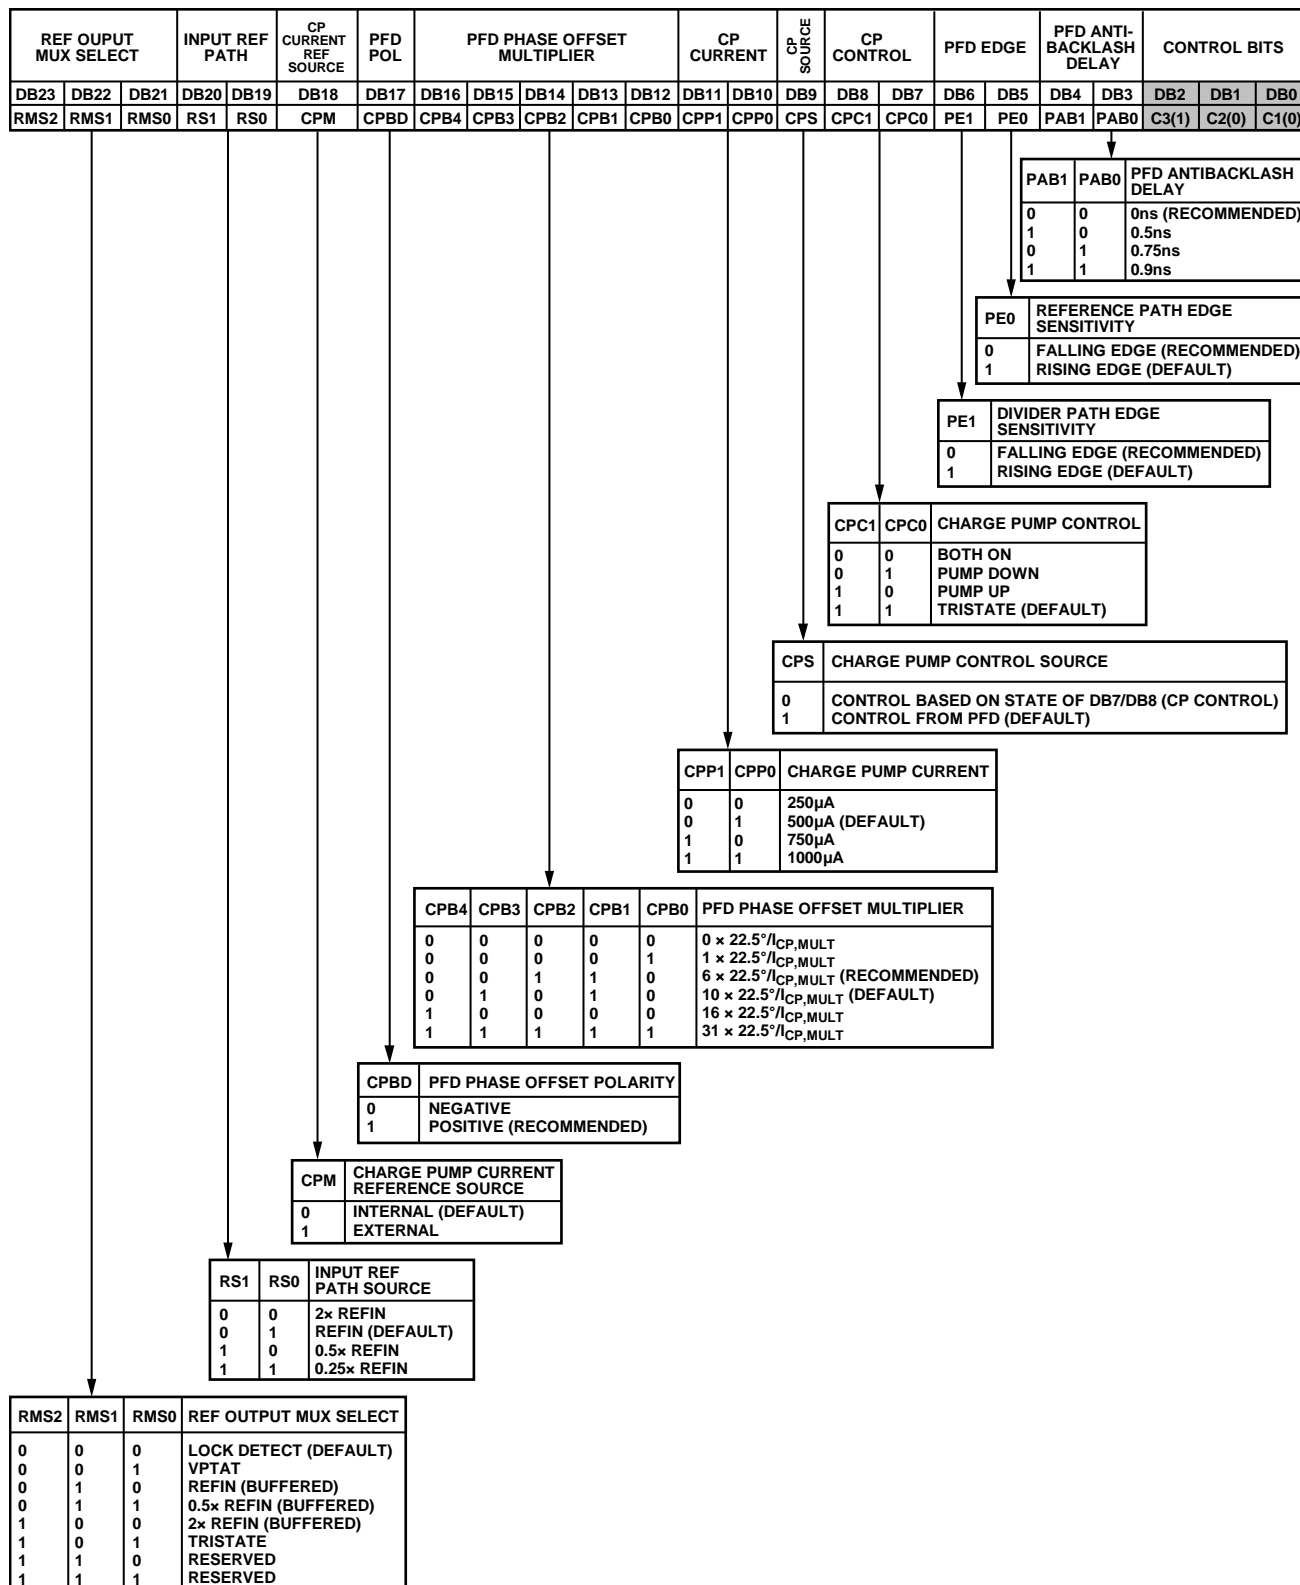 REF OUPUT MUX SELECT
INPUT REF PATH
CP CURRENT REF SOURCE
PFD POL
PFD PHASE OFFSET MULTIPLIER
CP CURRENT
CP SOURCE
CP CONTROL
PFD EDGE
PFD ANTI-BACKLASH DELAY
CONTROL BITS
DB23 DB22 DB21 DB20 DB19 DB18 DB17 DB16 DB15 DB14 DB13 DB12 DB11 DB10 DB9 DB8 DB7 DB6 DB5 DB4 DB3 DB2 DB1 DB0
RMS2 RMS1 RMS0 RS1 RS0 CPM CPBD CPB4 CPB3 CPB2 CPB1 CPB0 CPP1 CPP0 CPS CPC1 CPC0 PE1 PE0 PAB1 PAB0 C3(1) C2(0) C1(0)
PAB1 PAB0 PFD ANTIBACKLASH DELAY
0 0 0ns (RECOMMENDED)
1 0 0.5ns
0 1 0.75ns
1 1 0.9ns
PE0 REFERENCE PATH EDGE SENSITIVITY
0 FALLING EDGE (RECOMMENDED)
1 RISING EDGE (DEFAULT)
PE1 DIVIDER PATH EDGE SENSITIVITY
0 FALLING EDGE (RECOMMENDED)
1 RISING EDGE (DEFAULT)
CPC1 CPC0 CHARGE PUMP CONTROL
0 0 BOTH ON
0 1 PUMP DOWN
1 0 PUMP UP
1 1 TRISTATE (DEFAULT)
CPS CHARGE PUMP CONTROL SOURCE
0 CONTROL BASED ON STATE OF DB7/DB8 (CP CONTROL)
1 CONTROL FROM PFD (DEFAULT)
CPP1 CPP0 CHARGE PUMP CURRENT
0 0 250µA
0 1 500µA (DEFAULT)
1 0 750µA
1 1 1000µA
CPB4 CPB3 CPB2 CPB1 CPB0 PFD PHASE OFFSET MULTIPLIER
0 0 0 0 0 0 × 22.5°/ICP,MULT
0 0 0 0 1 1 × 22.5°/ICP,MULT
0 0 1 1 0 6 × 22.5°/ICP,MULT (RECOMMENDED)
0 1 0 1 0 10 × 22.5°/ICP,MULT (DEFAULT)
1 0 0 0 0 16 × 22.5°/ICP,MULT
1 1 1 1 1 31 × 22.5°/ICP,MULT
CPBD PFD PHASE OFFSET POLARITY
0 NEGATIVE
1 POSITIVE (RECOMMENDED)
CPM CHARGE PUMP CURRENT REFERENCE SOURCE
0 INTERNAL (DEFAULT)
1 EXTERNAL
RS1 RS0 INPUT REF PATH SOURCE
0 0 2× REFIN
0 1 REFIN (DEFAULT)
1 0 0.5× REFIN
1 1 0.25× REFIN
RMS2 RMS1 RMS0 REF OUTPUT MUX SELECT
0 0 0 LOCK DETECT (DEFAULT)
0 0 1 VPTAT
0 1 0 REFIN (BUFFERED)
0 1 1 0.5× REFIN (BUFFERED)
1 0 0 2× REFIN (BUFFERED)
1 0 1 TRISTATE
1 1 0 RESERVED
1 1 1 RESERVED